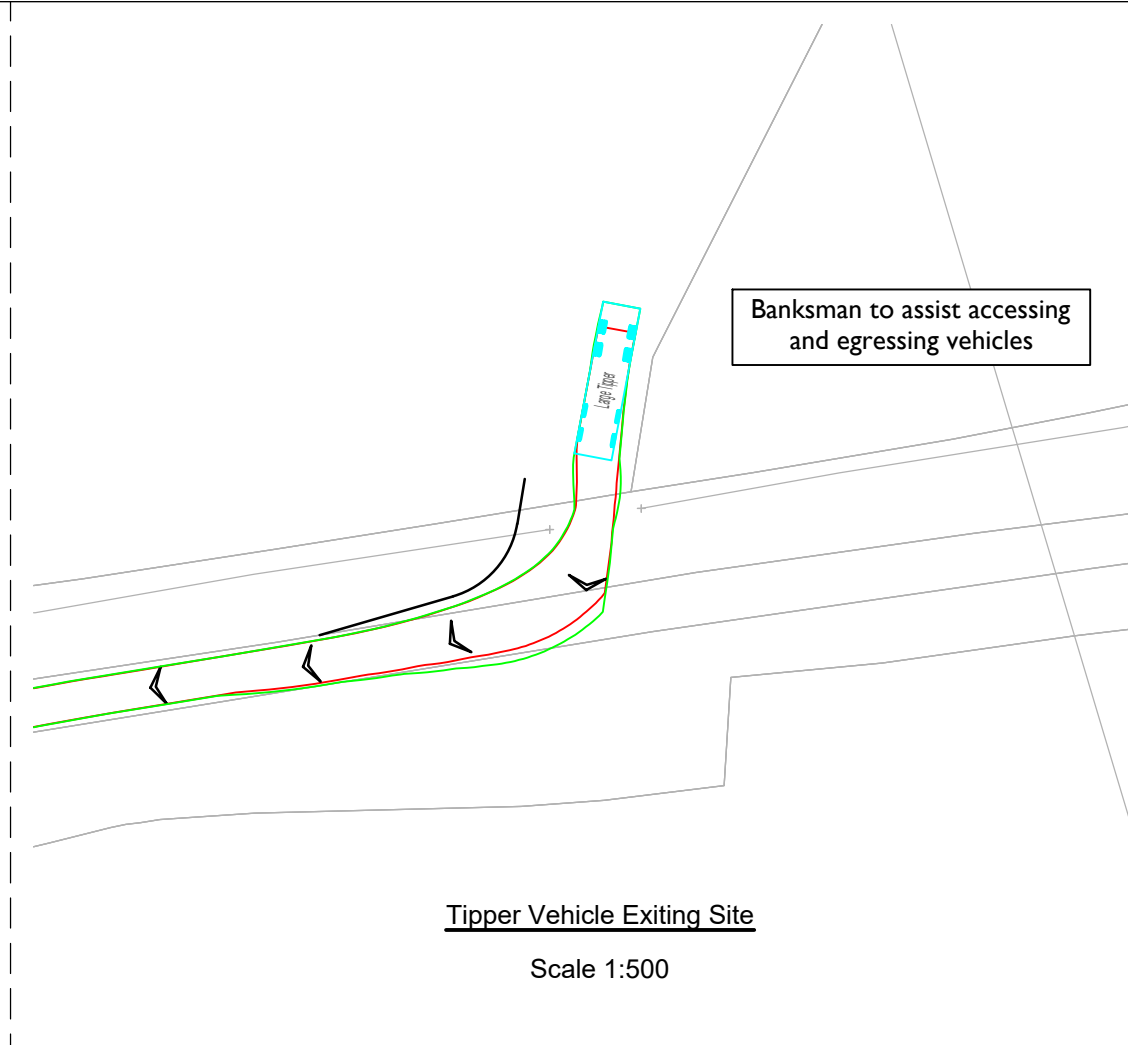 Banksman to assist accessing
and egressing vehicles
Large Tipper
Tipper Vehicle Exiting Site
Scale 1:500